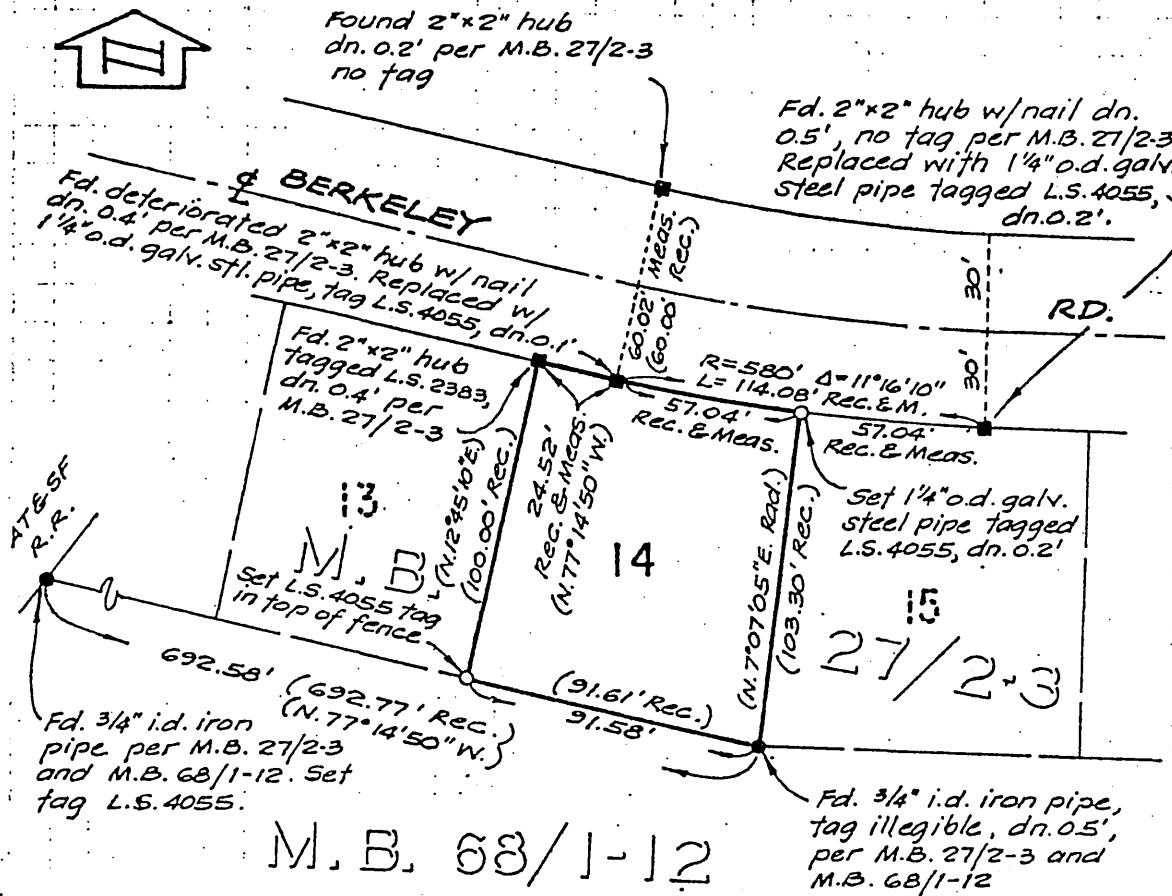 N
Found 2"x2" hub
dn. 0.2' per M.B. 27/2-3
no tag
Fd. 2"x2" hub w/nail dn.
0.5', no tag per M.B. 27/2-3
Replaced with 1¼" o.d. galv.
steel pipe tagged L.S. 4055,
dn. 0.2'.
℄ BERKELEY
RD.
Fd. deteriorated 2"x2" hub w/ nail
dn. 0.4' per M.B. 27/2-3. Replaced w/
1¼" o.d. galv. stl. pipe, tag L.S. 4055, dn. 0.1'
60.02' Meas.
(60.00' Rec.)
30'
30'
Fd. 2"x2" hub
tagged L.S. 2383,
dn. 0.4' per
M.B. 27/2-3
R=580' Δ=11°16'10"
L=114.08' Rec. & M.
57.04'
Rec. & Meas.
57.04'
Rec. & Meas.
24.52'
Rec. & Meas.
(N.77°14'50"W.)
(N.12°45'10"E.)
(100.00' Rec.)
(N.7°07'05"E. Rad.)
(103.30' Rec.)
Set 1¼" o.d. galv.
steel pipe tagged
L.S. 4055, dn. 0.2'
13
14
15
M. B.
27/2-3
AT & SF
R.R.
Set L.S. 4055 tag
in top of fence
692.58' (692.77' Rec.)
(N.77°14'50"W.)
(91.61' Rec.)
91.58'
Fd. 3/4" i.d. iron
pipe per M.B. 27/2-3
and M.B. 68/1-12. Set
tag L.S. 4055.
Fd. 3/4" i.d. iron pipe,
tag illegible, dn. 0.5',
per M.B. 27/2-3 and
M.B. 68/1-12
M. B. 68/1-12